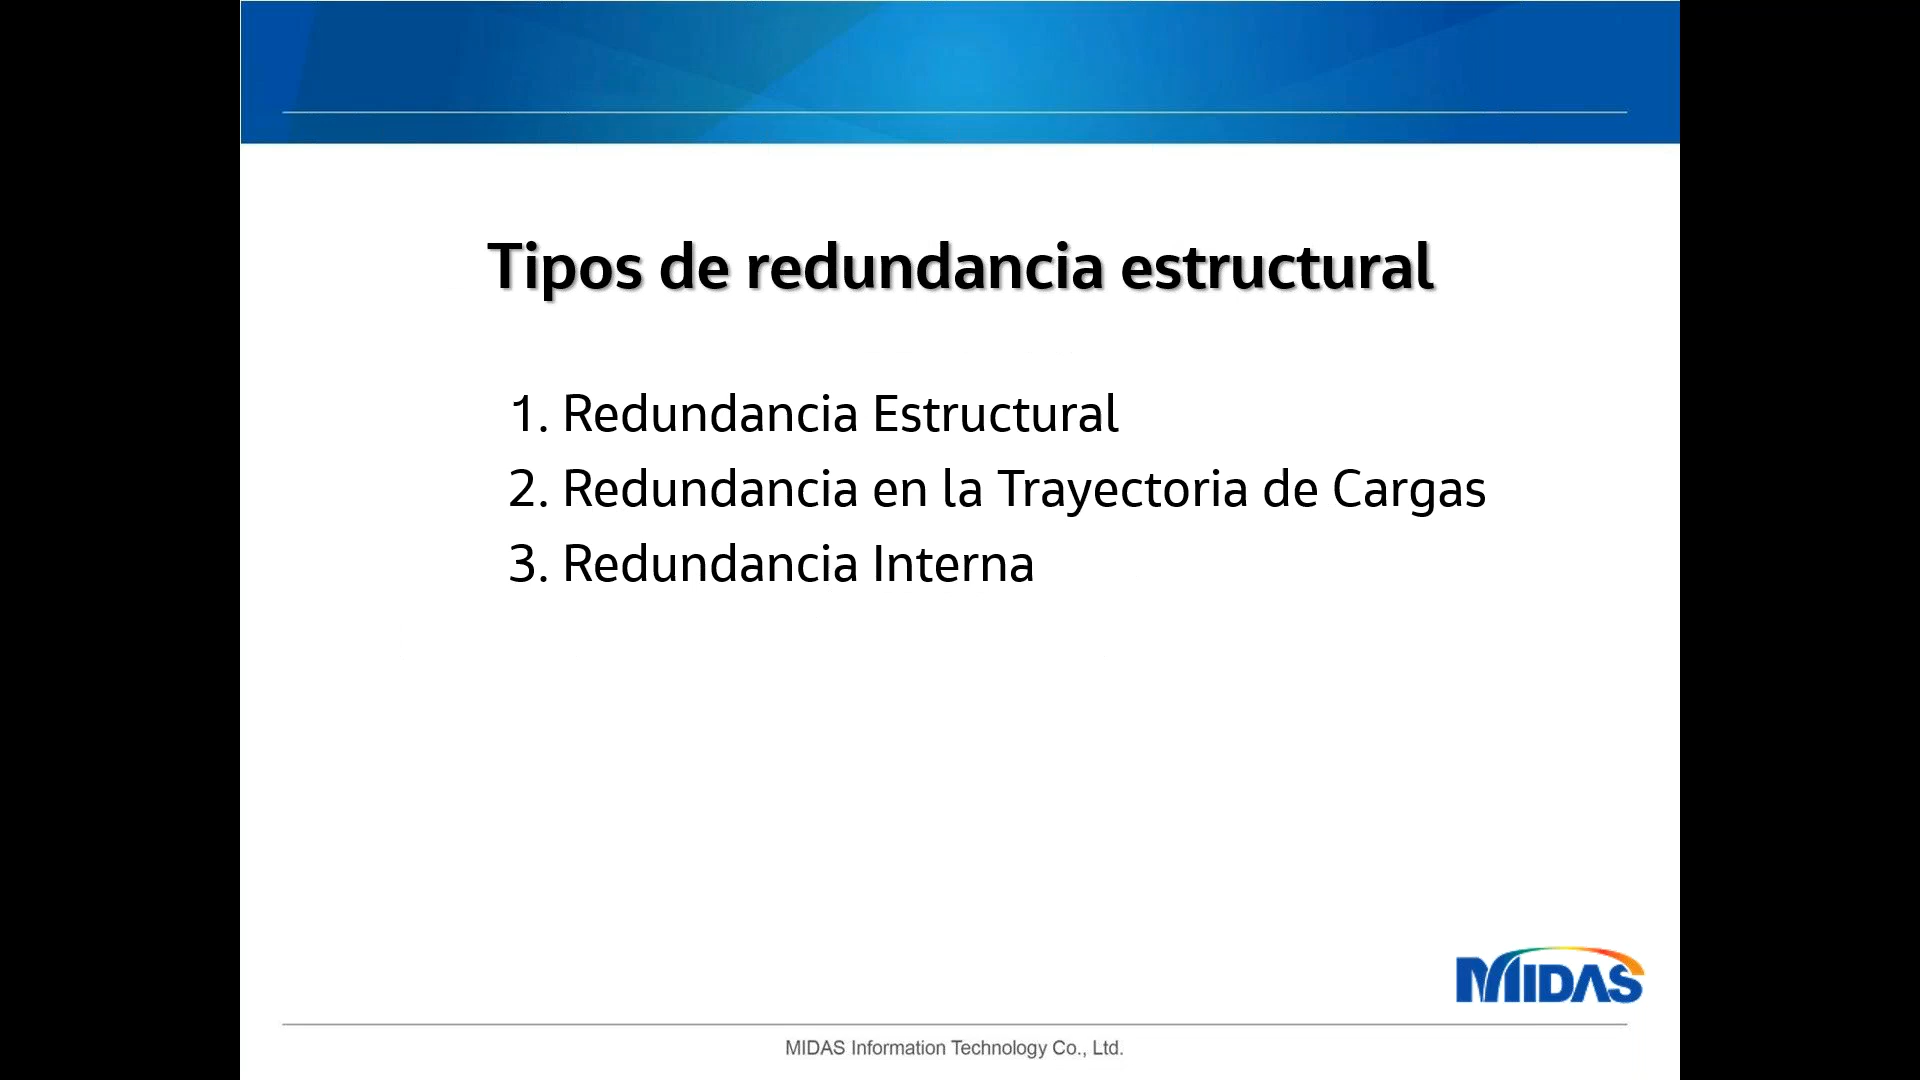 Tipos de redundancia estructural
1. Redundancia Estructural
2. Redundancia en la Trayectoria de Cargas
3. Redundancia Interna
MIDAS
MIDAS Information Technology Co., Ltd.